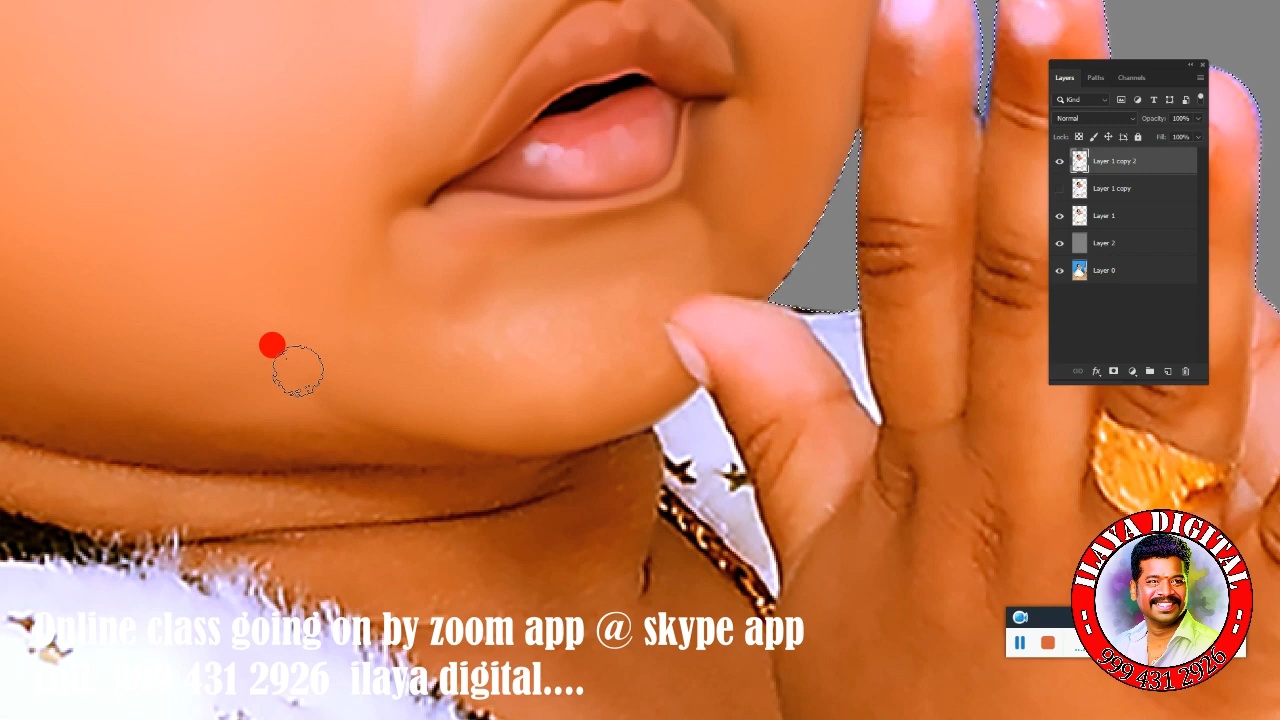 Layers Paths Channels
Kind
Normal Opacity: 100%
Lock: Fill: 100%
Layer 1 copy 2
Layer 1 copy
Layer 1
Layer 2
Layer 0
fx
Online class going on by zoom app @ skype app
431 2926 ilaya digital....
ILAYA DIGITAL
999 431 2926